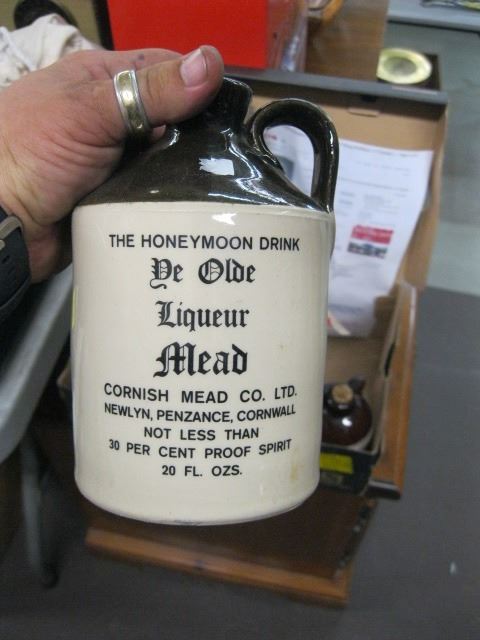 THE HONEYMOON DRINK
Ye Olde
Liqueur
Mead
CORNISH MEAD CO. LTD.
NEWLYN, PENZANCE, CORNWALL
NOT LESS THAN
30 PER CENT PROOF SPIRIT
20 FL. OZS.